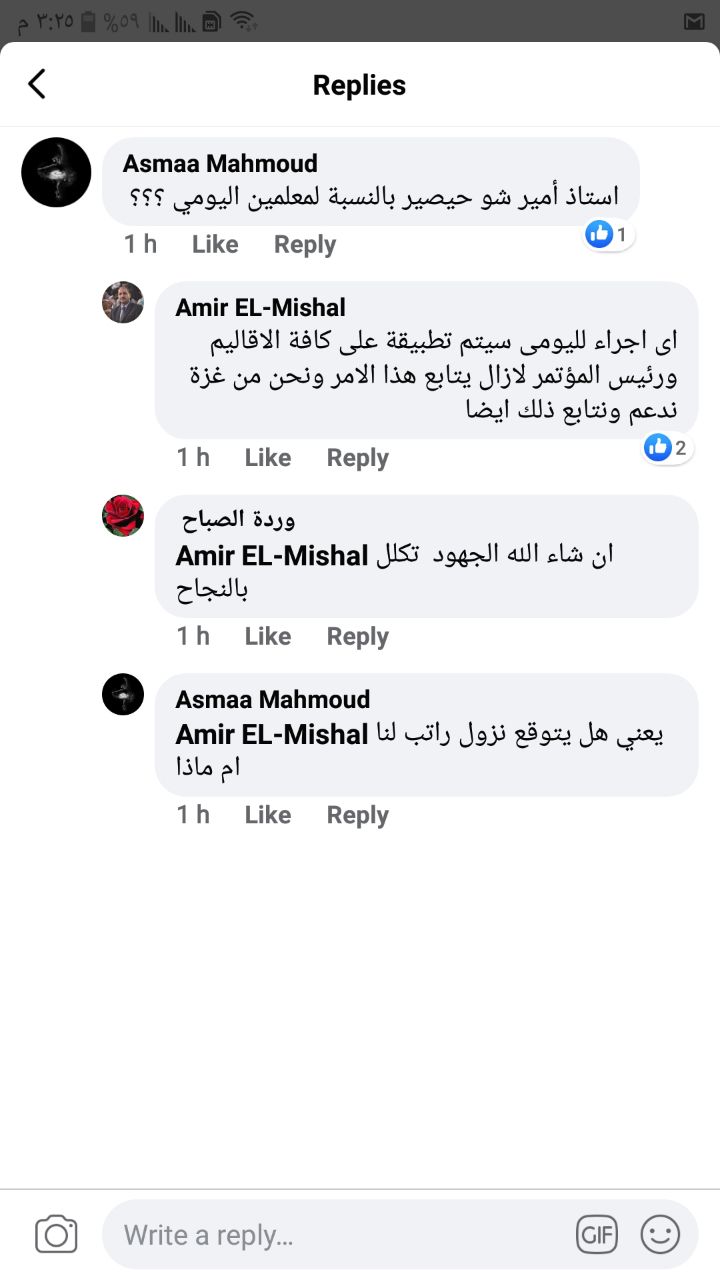 م ٣:٢٥ %٥٩
Replies
Asmaa Mahmoud
استاذ أمير شو حيصير بالنسبة لمعلمين اليومي ؟؟؟
1 h Like Reply 1
Amir EL-Mishal
اى اجراء لليومى سيتم تطبيقة على كافة الاقاليم
ورئيس المؤتمر لازال يتابع هذا الامر ونحن من غزة
ندعم ونتابع ذلك ايضا
1 h Like Reply 2
وردة الصباح
Amir EL-Mishal ان شاء الله الجهود تكلل
بالنجاح
1 h Like Reply
Asmaa Mahmoud
Amir EL-Mishal يعني هل يتوقع نزول راتب لنا
ام ماذا
1 h Like Reply
Write a reply... GIF